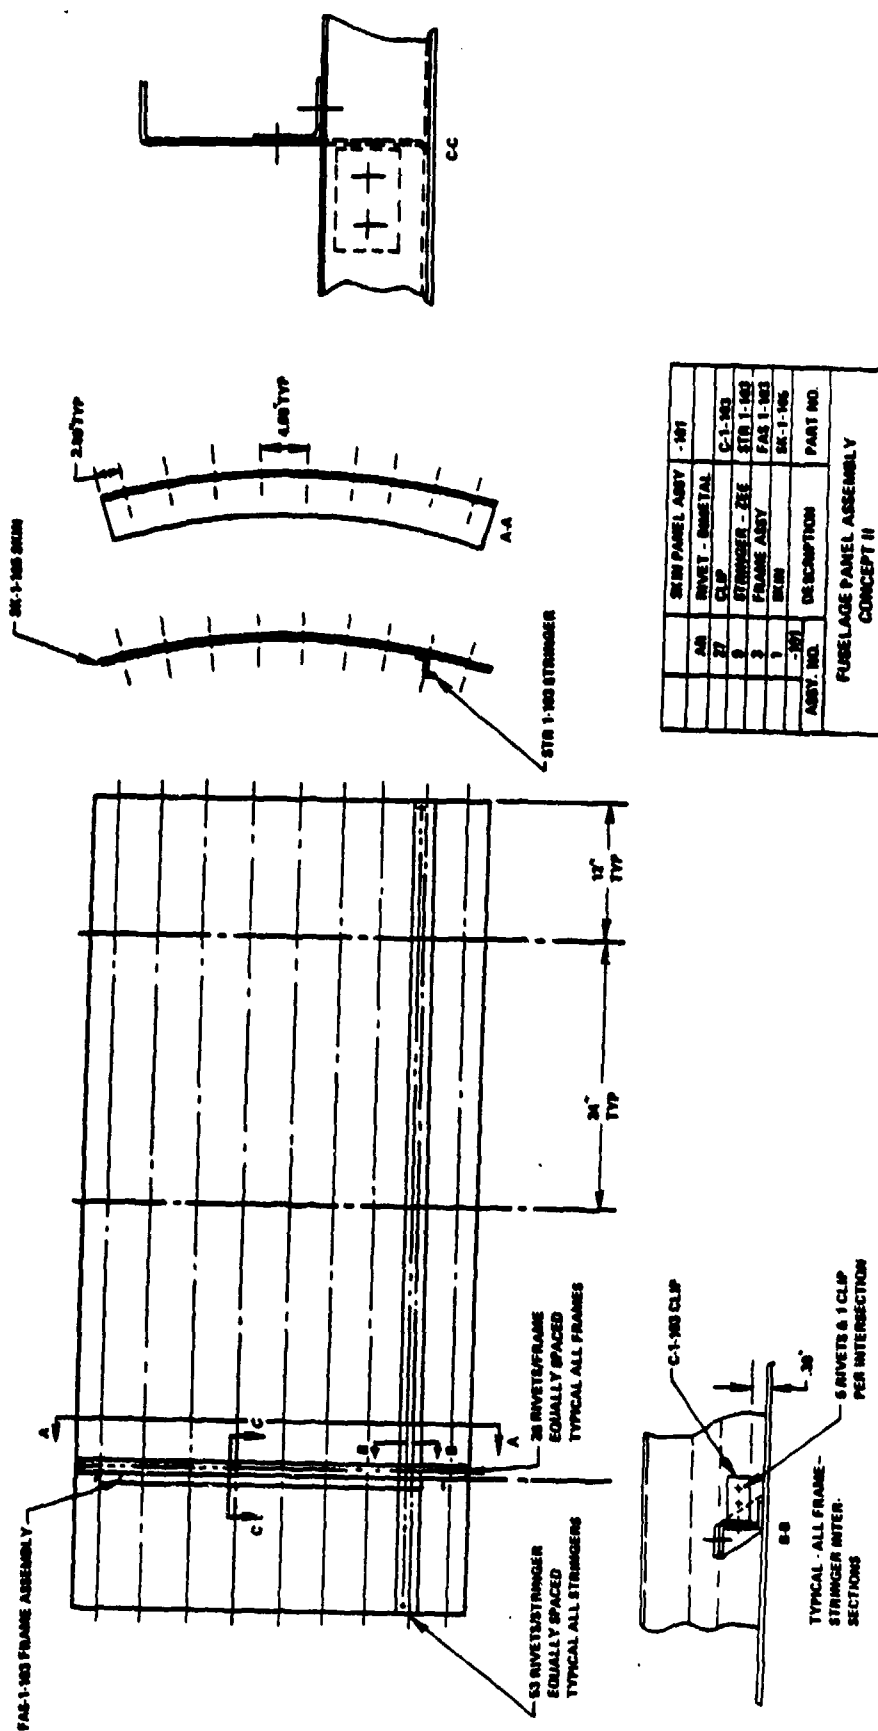 FAS-1-103 FRAME ASSEMBLY
A
A
C
C
B
B
53 RIVETS/STRINGER
EQUALLY SPACED
TYPICAL ALL STRINGERS
RIVETS/FRAME
EQUALLY SPACED
TYPICAL ALL FRAMES
24"
TYP
12"
TYP
SK-1-105 SKIN
STR 1-103 STRINGER
2.00" TYP
4.00" TYP
A-A
C-C
C-1-103 CLIP
.30"
6 RIVETS & 1 CLIP
PER INTERSECTION
B-B
TYPICAL - ALL FRAME -
STRINGER INTER-
SECTIONS
SKIN PANEL ASSY -101
AR RIVET - BIMETAL
27 CLIP C-1-103
9 STRINGER - ZEE STR 1-103
3 FRAME ASSY FAS 1-103
1 SKIN SK-1-105
-101
ASSY. NO. DESCRIPTION PART NO.
FUSELAGE PANEL ASSEMBLY
CONCEPT II